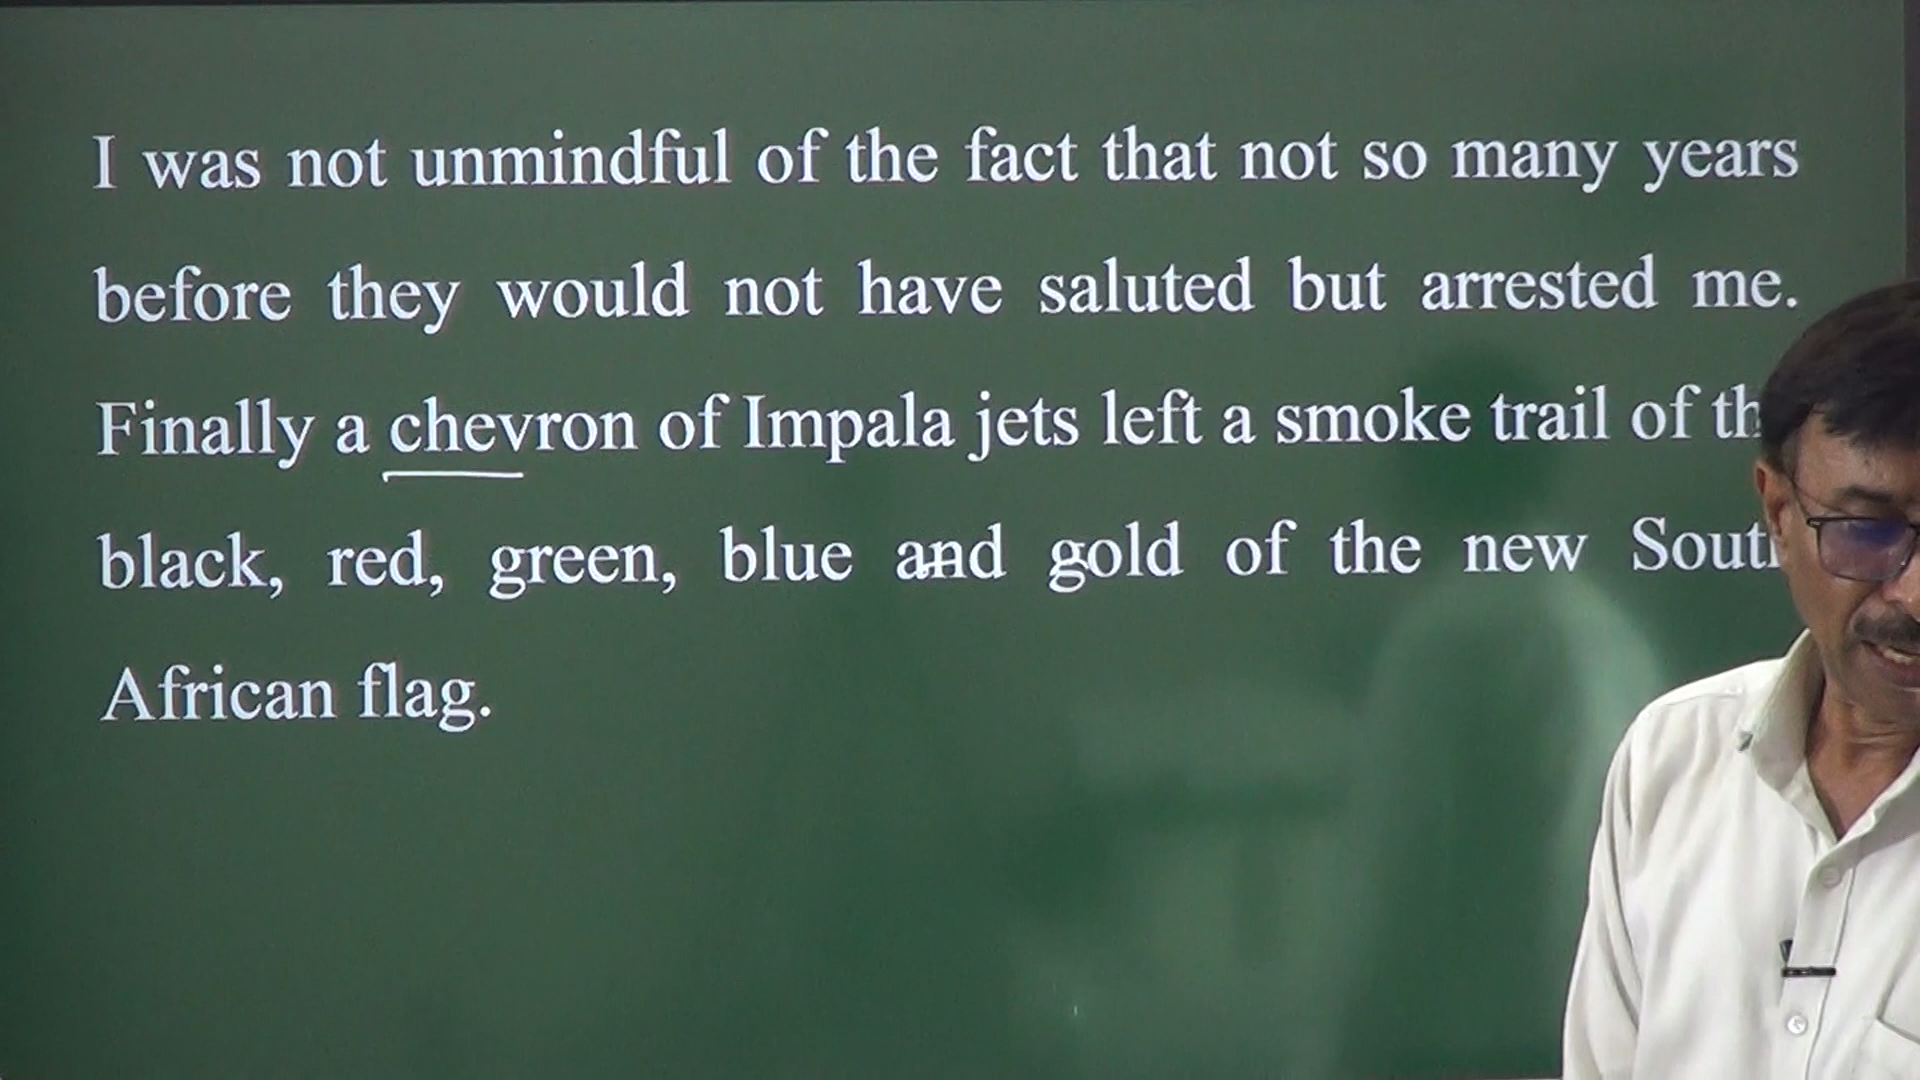 I was not unmindful of the fact that not so many years
before they would not have saluted but arrested me.
Finally a chevron of Impala jets left a smoke trail of
black, red, green, blue and gold of the new
African flag.